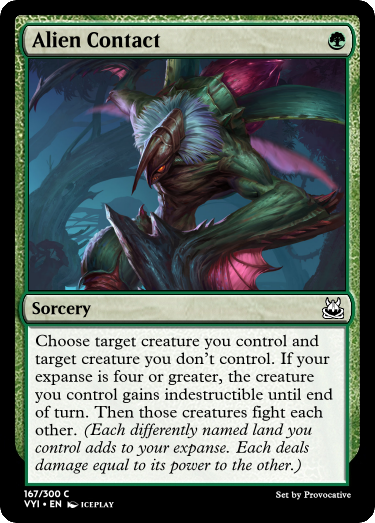 Alien Contact
Sorcery
Choose target creature you control and
target creature you don't control. If your
expanse is four or greater, the creature
you control gains indestructible until end
of turn. Then those creatures fight each
other. (Each differently named land you
control adds to your expanse. Each deals
damage equal to its power to the other.)
167/300 C
VYI • EN ICEPLAY
Set by Provocative